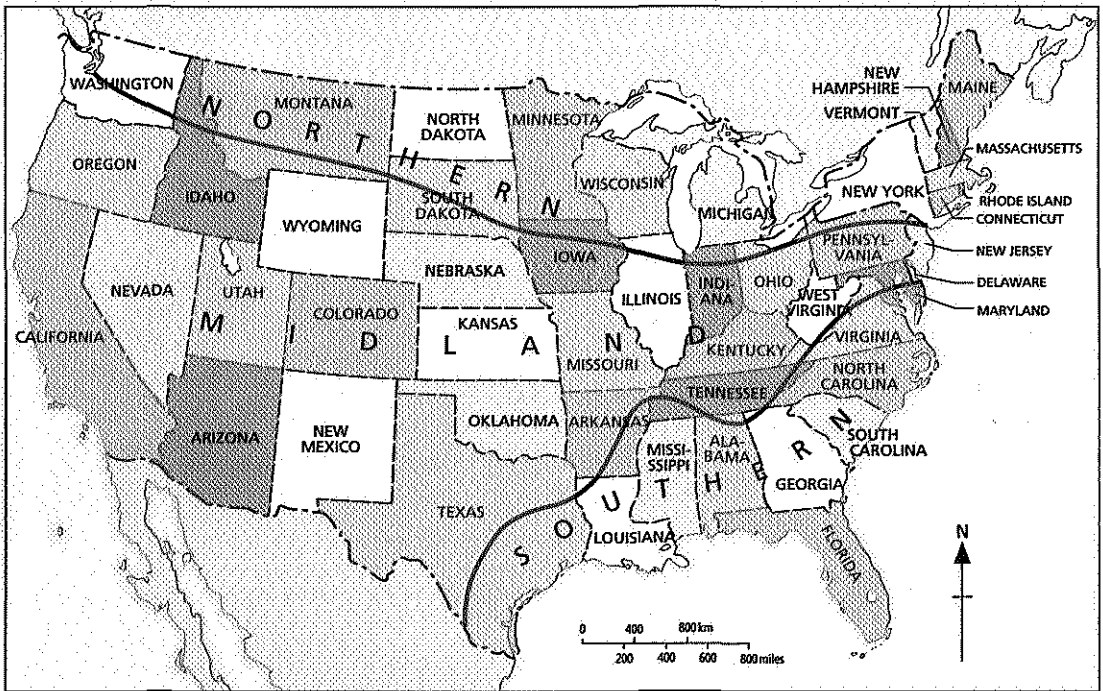 WASHINGTON
MONTANA
NORTH
DAKOTA
MINNESOTA
NEW
HAMPSHIRE
VERMONT
MAINE
MASSACHUSETTS
OREGON
IDAHO
SOUTH
DAKOTA
WISCONSIN
MICHIGAN
NEW YORK
RHODE ISLAND
CONNECTICUT
NORTHERN
WYOMING
IOWA
PENNSYL-
VANIA
NEW JERSEY
NEBRASKA
NEVADA
UTAH
COLORADO
ILLINOIS
INDI-
ANA
OHIO
WEST
VIRGINIA
DELAWARE
MARYLAND
CALIFORNIA
KANSAS
MISSOURI
KENTUCKY
VIRGINIA
MIDLAND
NORTH
CAROLINA
TENNESSEE
ARIZONA
NEW
MEXICO
OKLAHOMA
ARKANSAS
MISSI-
SSIPPI
ALA-
BAMA
GEORGIA
SOUTH
CAROLINA
TEXAS
LOUISIANA
SOUTHERN
FLORIDA
N
0 400 800 km
200 400 600 800 miles